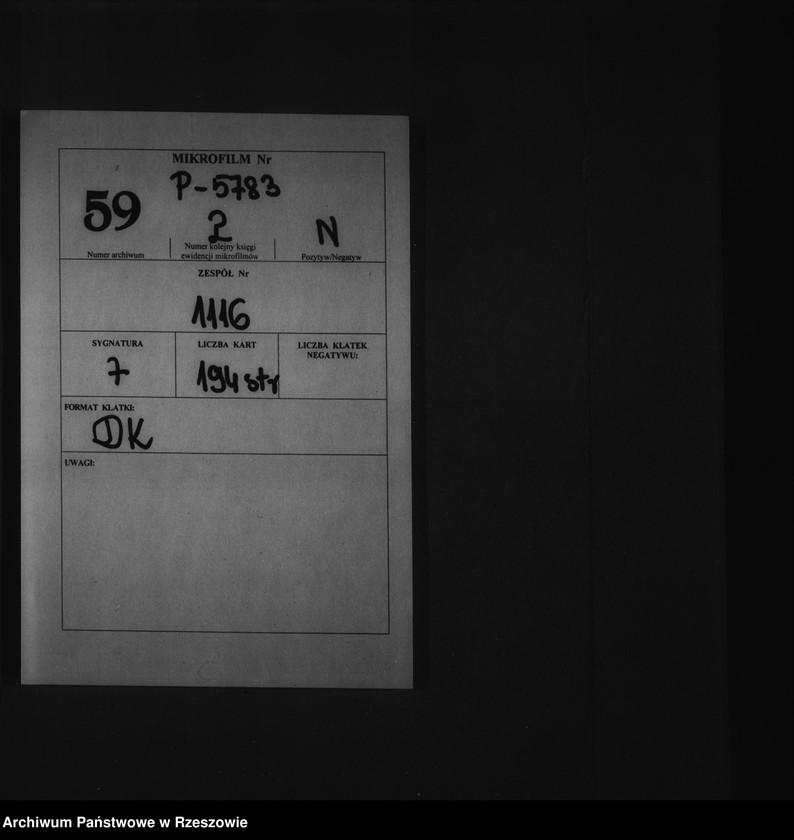 MIKROFILM Nr
P-5783
59
2
N
Numer archiwum
Numer kolejny księgi
ewidencji mikrofilmów
Pozytyw/Negatyw
ZESPÓŁ Nr
1116
SYGNATURA
LICZBA KART
LICZBA KLATEK
NEGATYWU:
7
194 str
FORMAT KLATKI:
DK
UWAGI:
Archiwum Państwowe w Rzeszowie